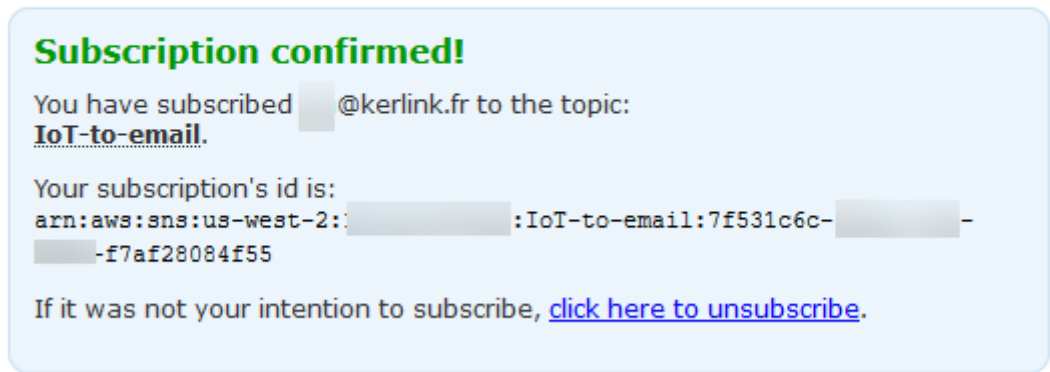 Subscription confirmed!
You have subscribed @kerlink.fr to the topic:
IoT-to-email.
Your subscription's id is:
arn:aws:sns:us-west-2: :IoT-to-email:7f531c6c- -
-f7af28084f55
If it was not your intention to subscribe, click here to unsubscribe.